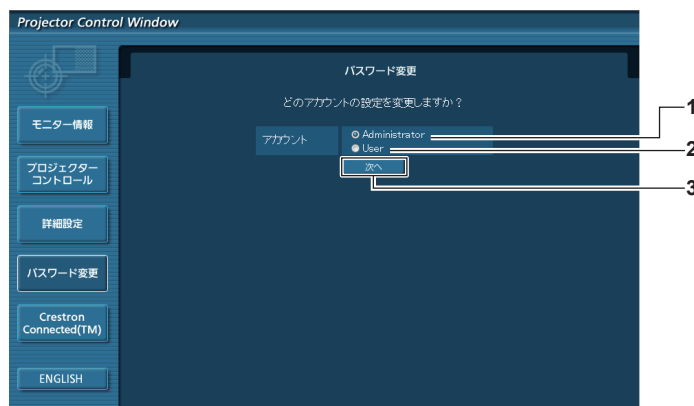 Projector Control Window
パスワード変更
どのアカウントの設定を変更しますか？
アカウント
Administrator
User
次へ
モニター情報
プロジェクター
コントロール
詳細設定
パスワード変更
Crestron
Connected(TM)
ENGLISH
1
2
3